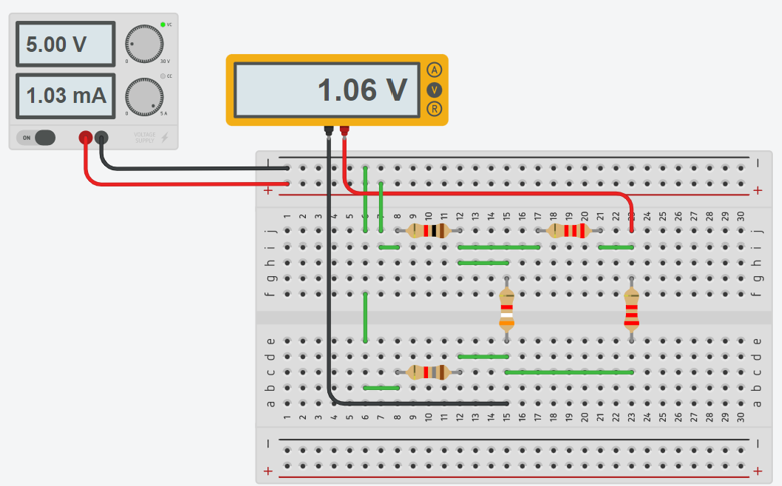 VC
5.00 V
0 30 V
CC
1.03 mA
0 5 A
ON
VOLTAGE
SUPPLY
1.06 V
A
V
R
− −
+ +
1 2 3 4 5 6 7 8 9 10 11 12 13 14 15 16 17 18 19 20 21 22 23 24 25 26 27 28 29 30
j j
i i
h h
g g
f f
e e
d d
c c
b b
a a
1 2 3 4 5 6 7 8 9 10 11 12 13 14 15 16 17 18 19 20 21 22 23 24 25 26 27 28 29 30
− −
+ +